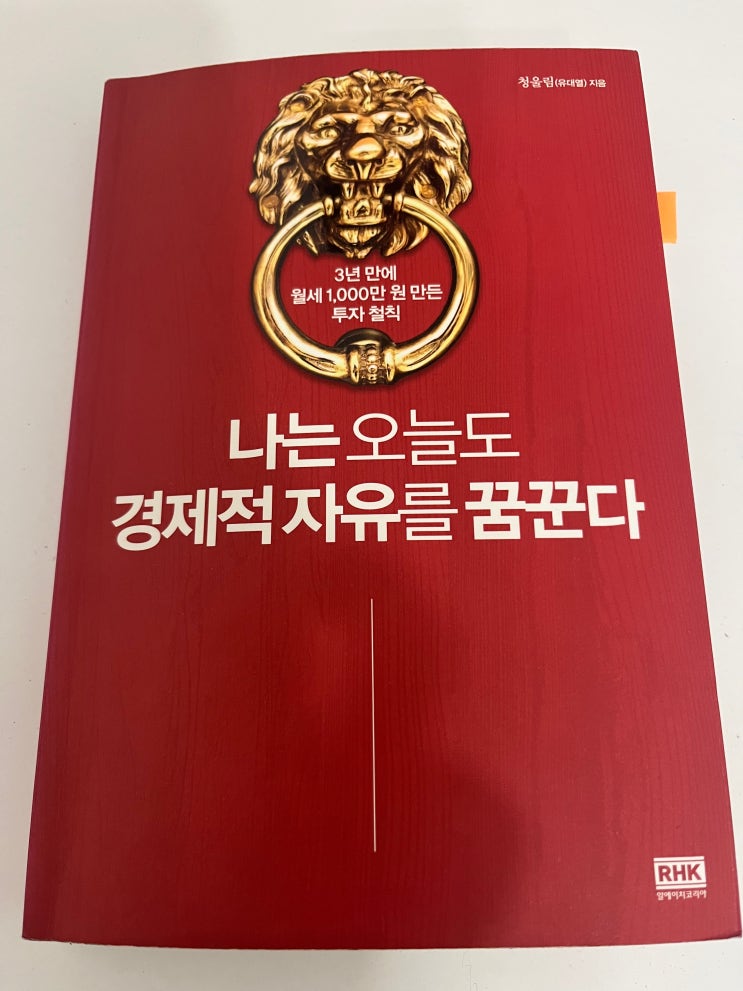 청울림(유대열) 지음
3년 만에
월세 1,000만 원 만든
투자 철칙
나는 오늘도
경제적 자유를 꿈꾼다
RHK
알에이치코리아